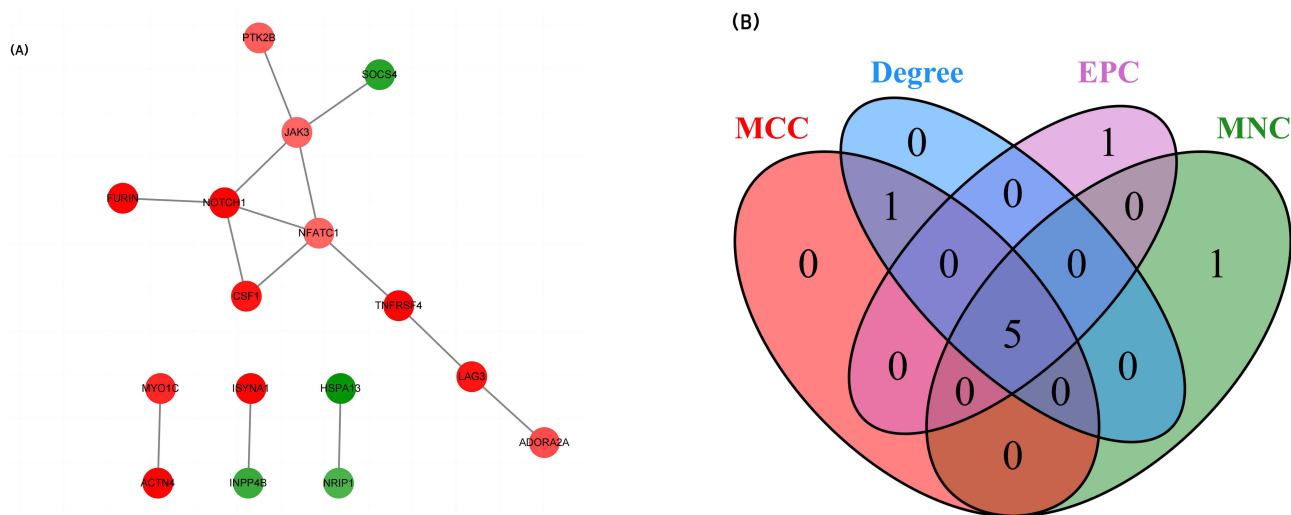 (A)
PTK2B
SOCS4
JAK3
FURIN
NOTCH1
NFATC1
CSF1
TNFRSF4
LAG3
ADORA2A
MYO1C
ISYNA1
HSPA13
ACTN4
INPP4B
NRIP1
(B)
Degree
EPC
MCC
MNC
0
1
1
0
0
0
0
0
0
1
5
0
0
0
0
0